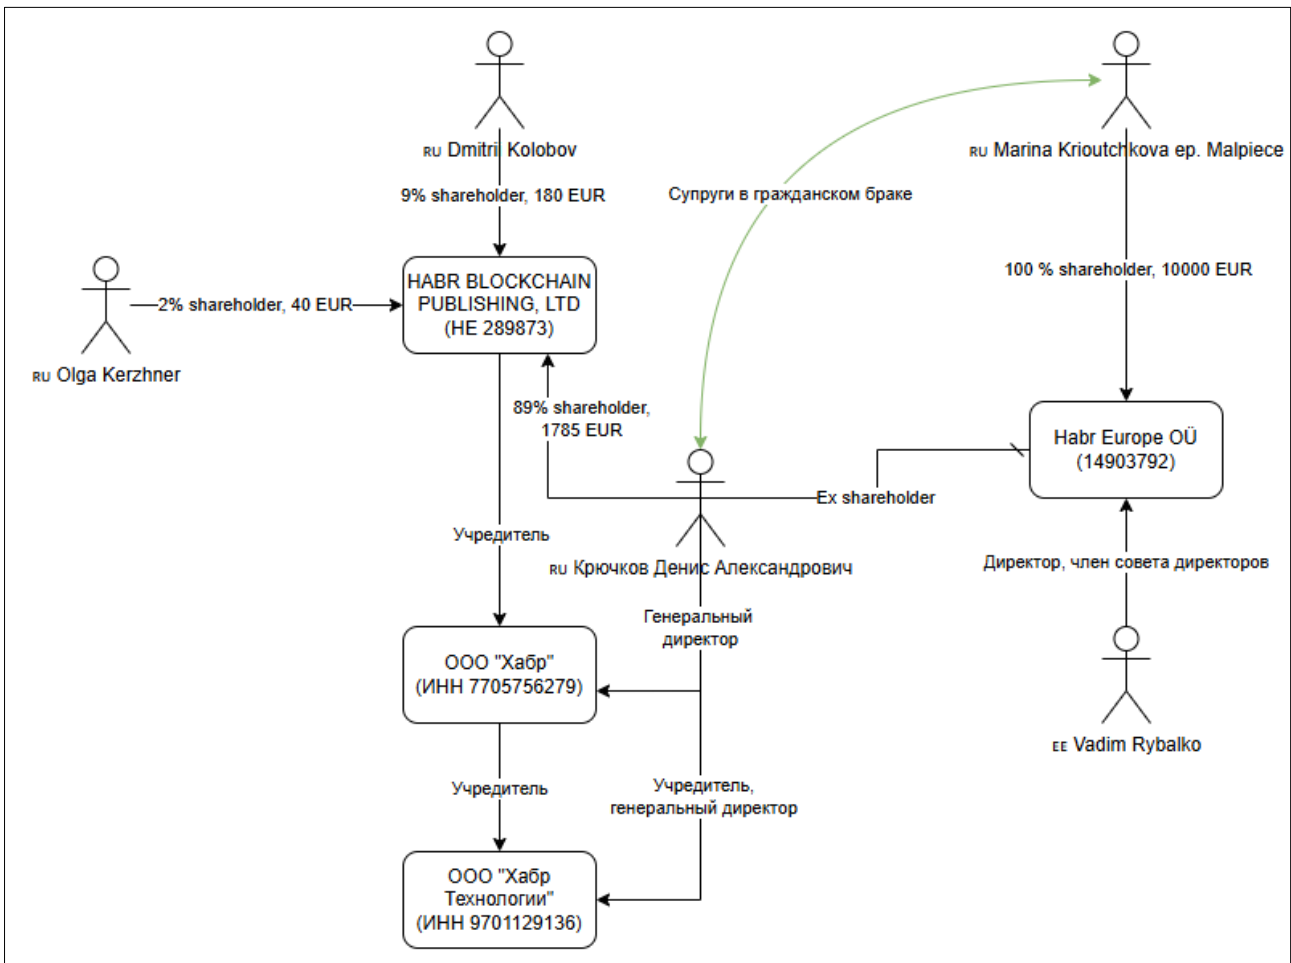 RU Dmitrii Kolobov
RU Marina Krioutchkova ep. Malpiece
9% shareholder, 180 EUR
Супруги в гражданском браке
HABR BLOCKCHAIN
PUBLISHING, LTD
(HE 289873)
100 % shareholder, 10000 EUR
2% shareholder, 40 EUR
RU Olga Kerzhner
89% shareholder,
1785 EUR
Habr Europe OÜ
(14903792)
Ex shareholder
Учредитель
RU Крючков Денис Александрович
Директор, член совета директоров
Генеральный
директор
ООО "Хабр"
(ИНН 7705756279)
EE Vadim Rybalko
Учредитель
Учредитель,
генеральный директор
ООО "Хабр
Технологии"
(ИНН 9701129136)